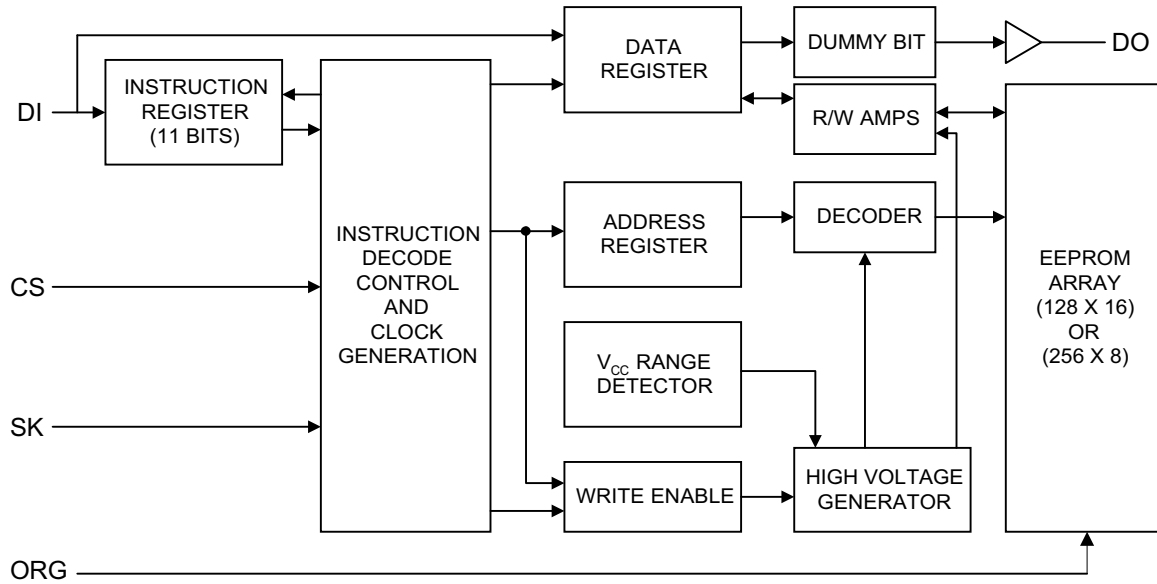 DI
INSTRUCTION
REGISTER
(11 BITS)
DATA
REGISTER
DUMMY BIT
DO
R/W AMPS
INSTRUCTION
DECODE
CONTROL
AND
CLOCK
GENERATION
ADDRESS
REGISTER
DECODER
EEPROM
ARRAY
(128 X 16)
OR
(256 X 8)
CS
VCC RANGE
DETECTOR
SK
WRITE ENABLE
HIGH VOLTAGE
GENERATOR
ORG